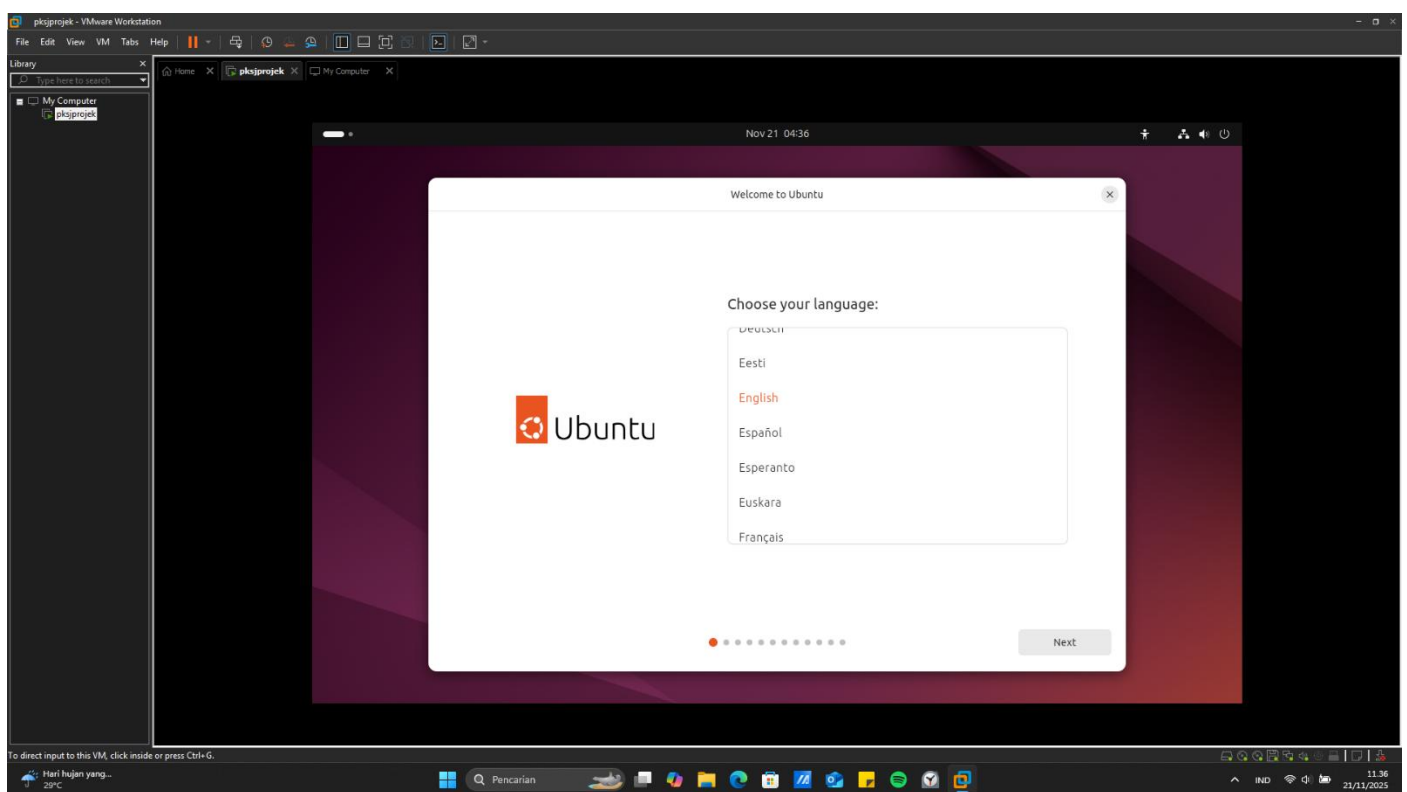 pksjprojek - VMware Workstation
File Edit View VM Tabs Help
Library
Type here to search
My Computer
pksjprojek
Home
pksjprojek
My Computer
Nov 21 04:36
Welcome to Ubuntu
Choose your language:
Deutsch
Eesti
English
Español
Esperanto
Euskara
Français
Ubuntu
Next
To direct input to this VM, click inside or press Ctrl+G.
Hari hujan yang...
29°C
Pencarian
IND
11.36
21/11/2025